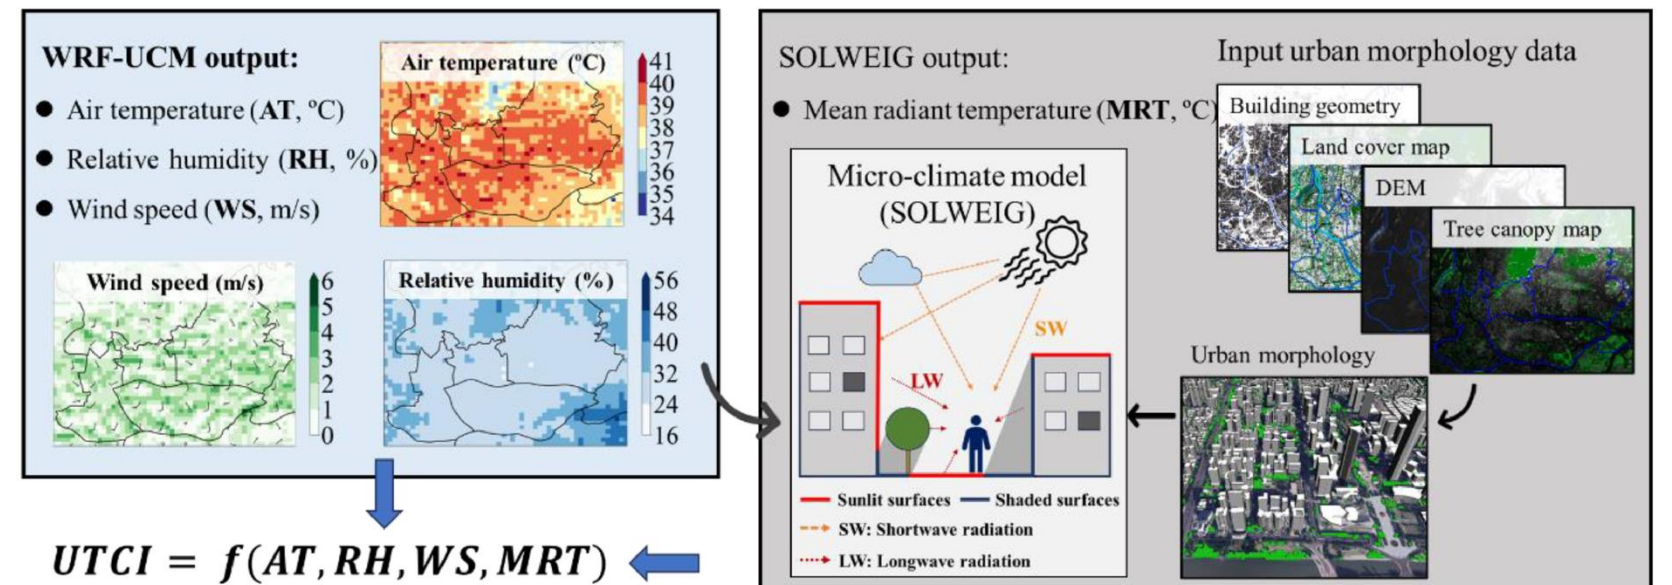 WRF-UCM output:
● Air temperature (AT, ºC)
● Relative humidity (RH, %)
● Wind speed (WS, m/s)
Air temperature (ºC)
41
40
39
38
37
36
35
34
Wind speed (m/s)
6
5
4
3
2
1
0
Relative humidity (%)
56
48
40
32
24
16
UTCI = f(AT, RH, WS, MRT)
SOLWEIG output:
● Mean radiant temperature (MRT, ºC)
Micro-climate model
(SOLWEIG)
SW
LW
Sunlit surfaces
Shaded surfaces
SW: Shortwave radiation
LW: Longwave radiation
Input urban morphology data
Building geometry
Land cover map
DEM
Tree canopy map
Urban morphology